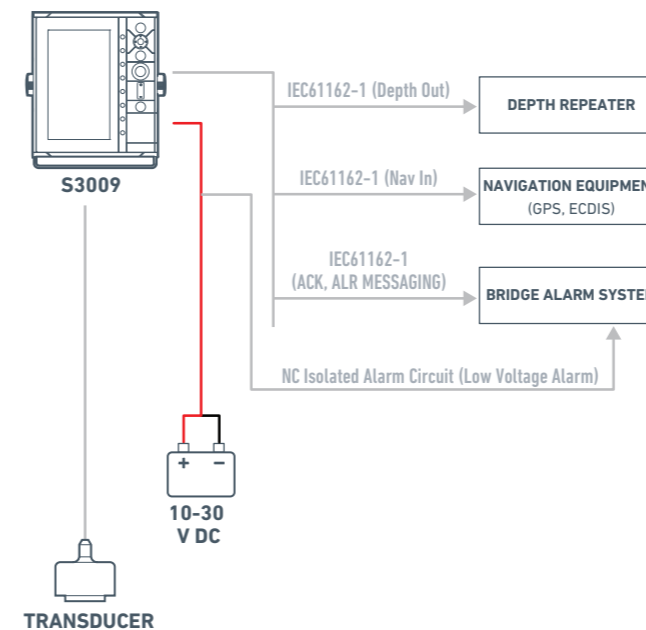 S3009
IEC61162-1 (Depth Out)
DEPTH REPEATER
IEC61162-1 (Nav In)
NAVIGATION EQUIPMEN
(GPS, ECDIS)
IEC61162-1
(ACK, ALR MESSAGING)
BRIDGE ALARM SYSTE
NC Isolated Alarm Circuit (Low Voltage Alarm)
+ −
10-30
V DC
TRANSDUCER